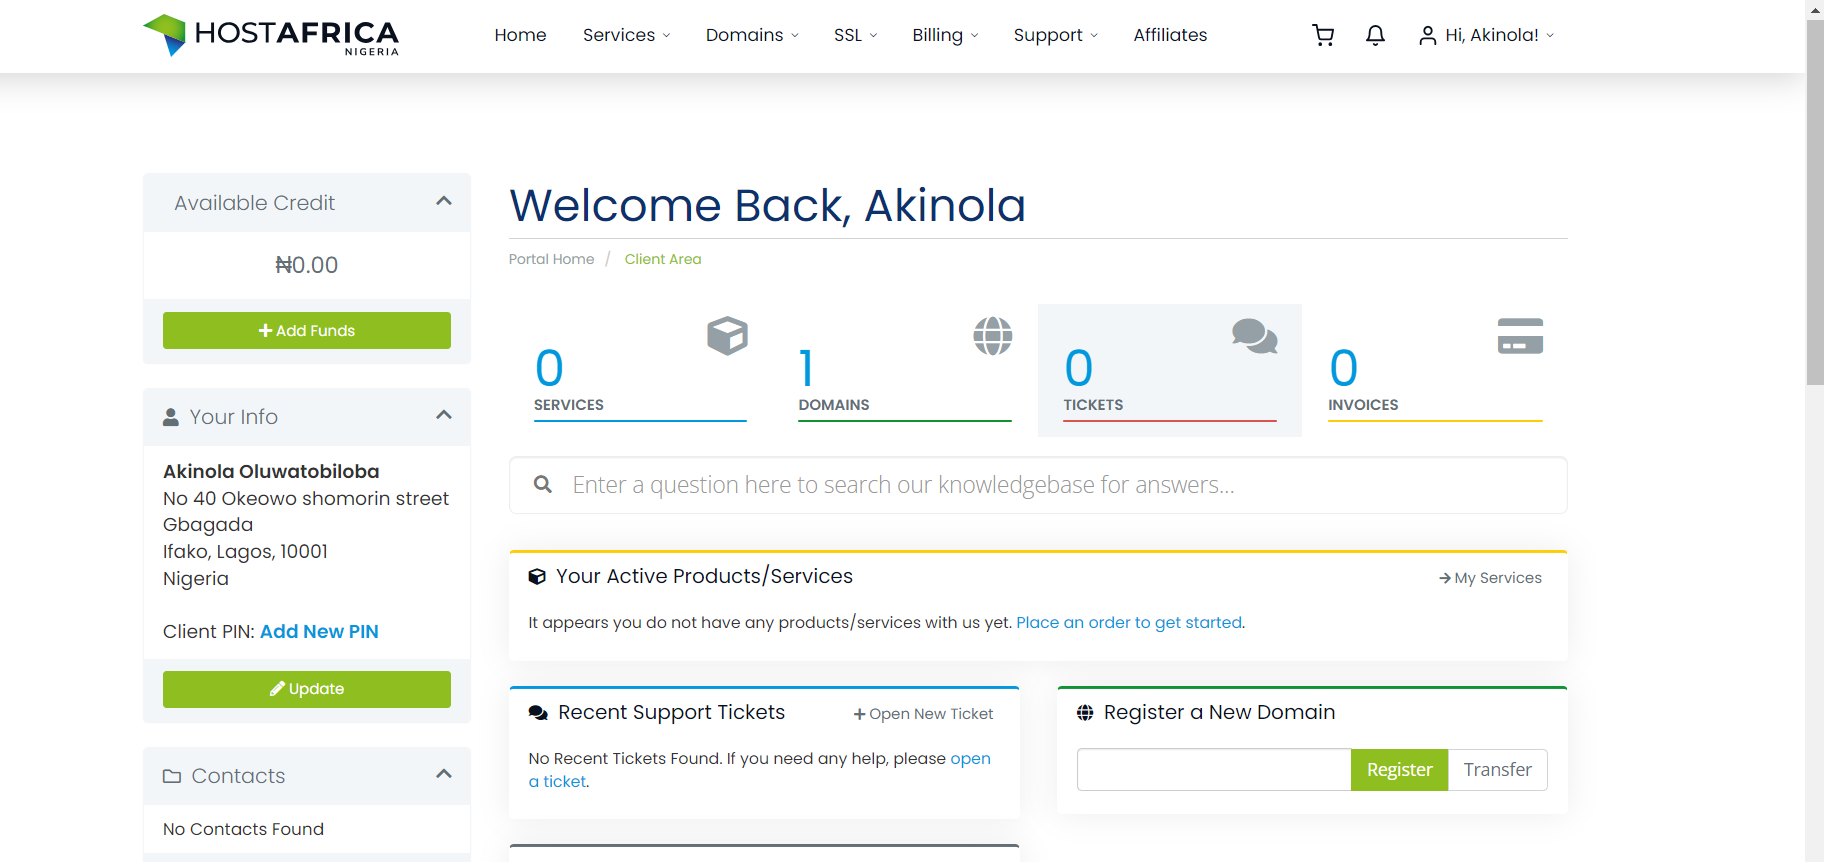 HOSTAFRICA
NIGERIA
Home
Services
Domains
SSL
Billing
Support
Affiliates
Hi, Akinola!
Available Credit
₦0.00
Add Funds
Your Info
Akinola Oluwatobiloba
No 40 Okeowo shomorin street
Gbagada
Ifako, Lagos, 10001
Nigeria
Client PIN: Add New PIN
Update
Contacts
No Contacts Found
Welcome Back, Akinola
Portal Home / Client Area
0
SERVICES
1
DOMAINS
0
TICKETS
0
INVOICES
Enter a question here to search our knowledgebase for answers...
Your Active Products/Services
My Services
It appears you do not have any products/services with us yet. Place an order to get started.
Recent Support Tickets
Open New Ticket
No Recent Tickets Found. If you need any help, please open
a ticket.
Register a New Domain
Register
Transfer